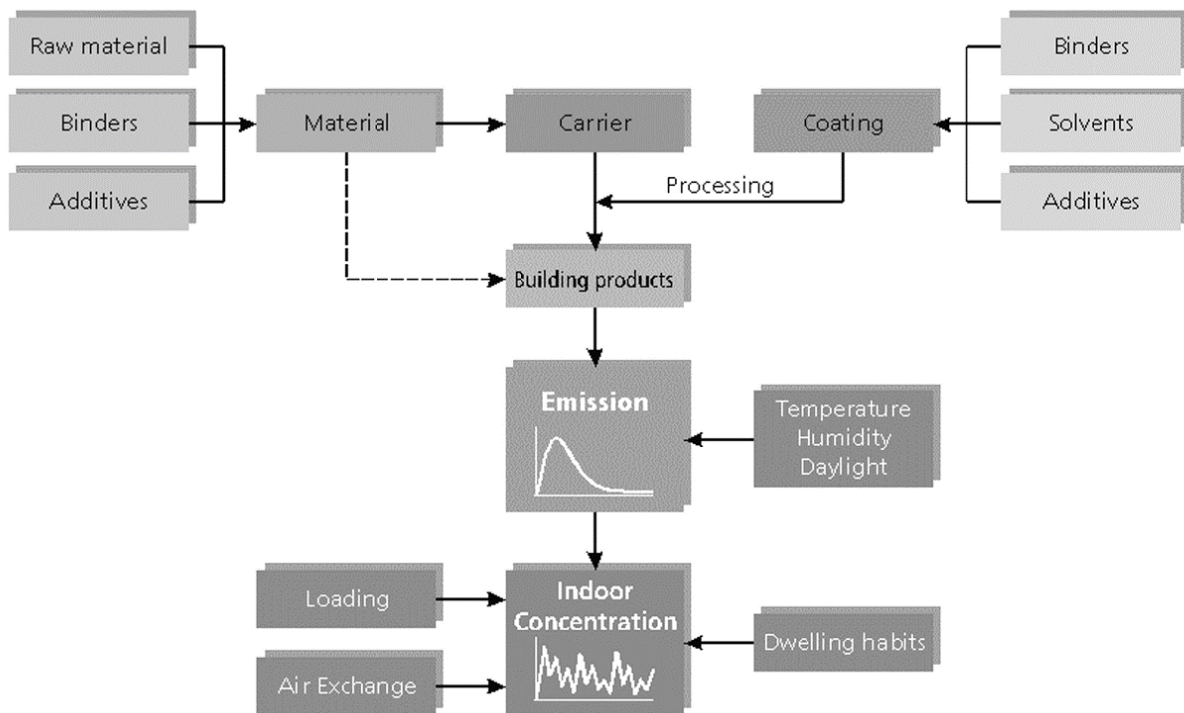 Raw material
Binders
Binders
Material
Carrier
Coating
Solvents
Additives
Processing
Additives
Building products
Emission
Temperature
Humidity
Daylight
Loading
Indoor
Concentration
Dwelling habits
Air Exchange